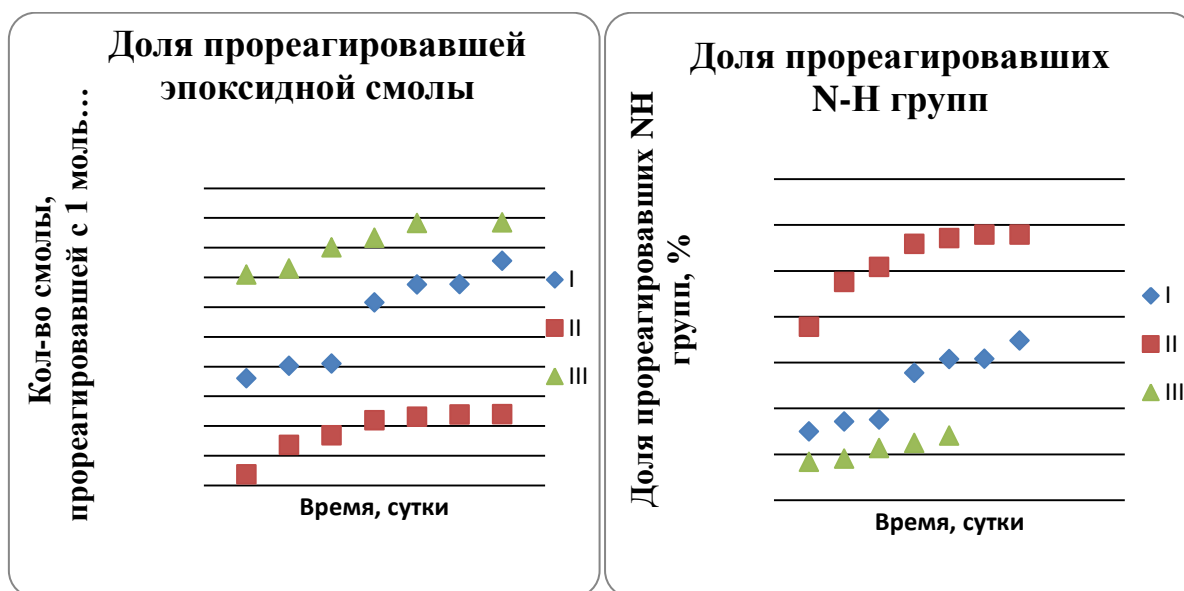 Доля прореагировавшей
эпоксидной смолы
Кол-во смолы,
прореагировавшей с 1 моль…
Время, сутки
I
II
III
Доля прореагировавших
N-H групп
Доля прореагировавших NH
групп, %
Время, сутки
I
II
III